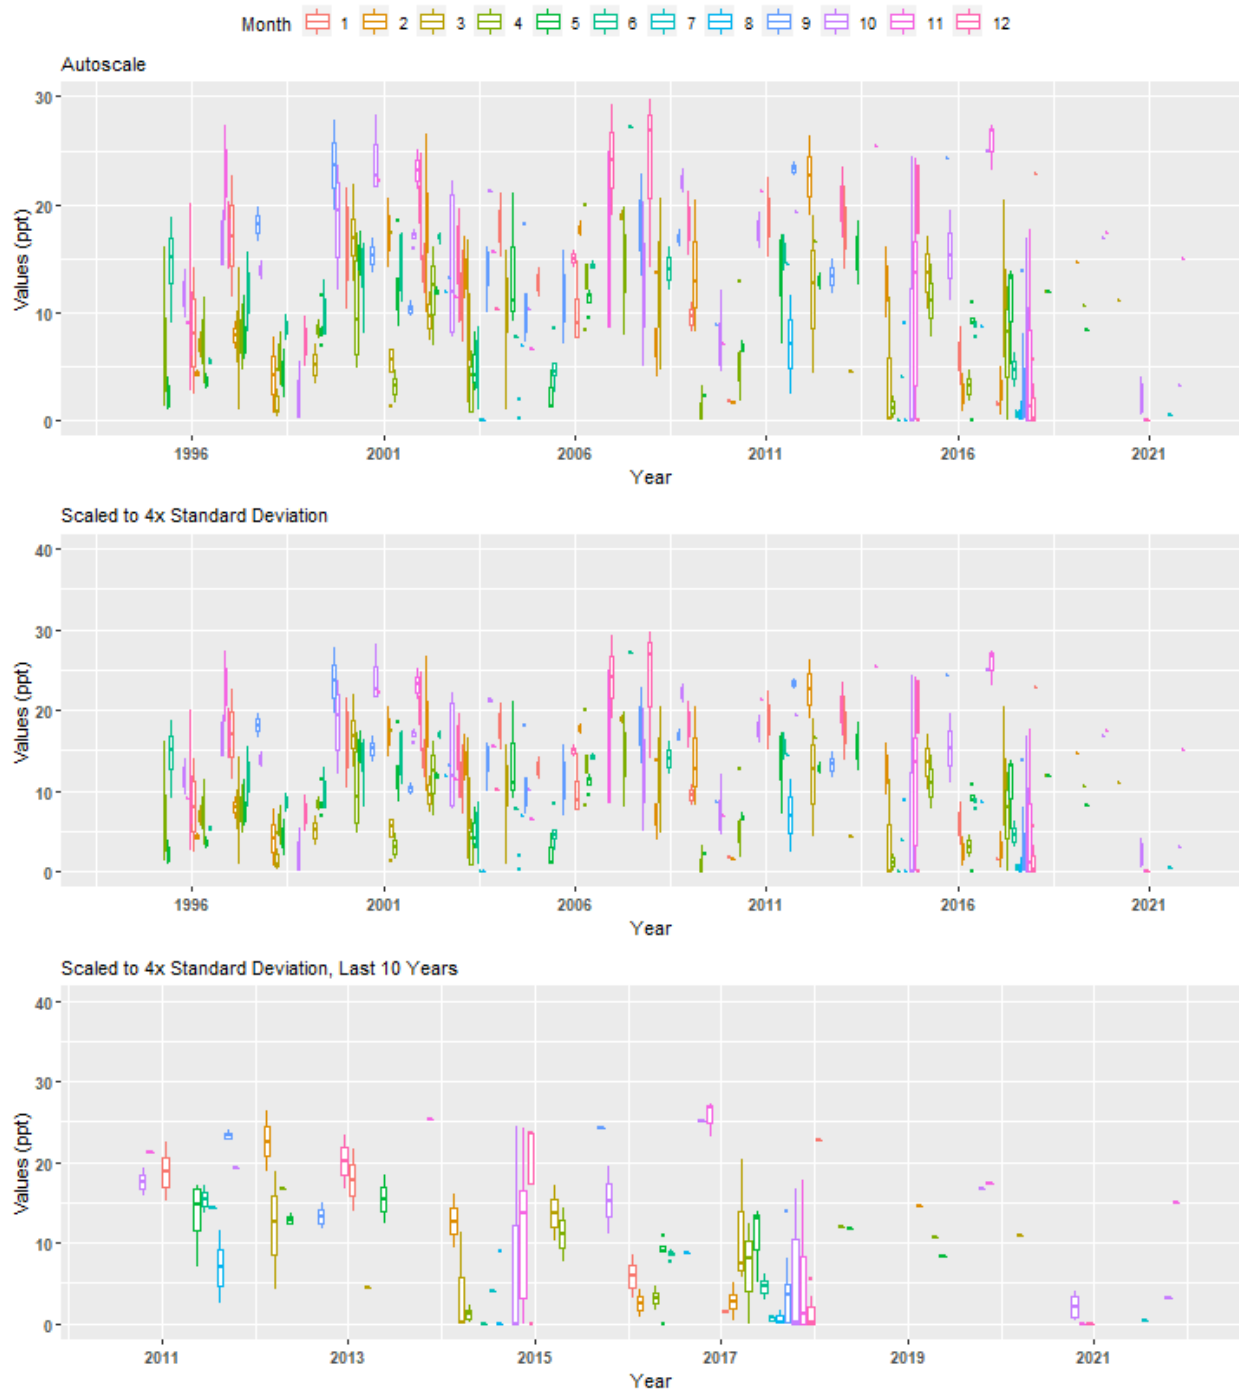 Month 1 2 3 4 5 6 7 8 9 10 11 12
Autoscale
30
20
10
0
Values (ppt)
1996 2001 2006 2011 2016 2021
Year
Scaled to 4x Standard Deviation
40
30
20
10
0
Values (ppt)
1996 2001 2006 2011 2016 2021
Year
Scaled to 4x Standard Deviation, Last 10 Years
40
30
20
10
0
Values (ppt)
2011 2013 2015 2017 2019 2021
Year